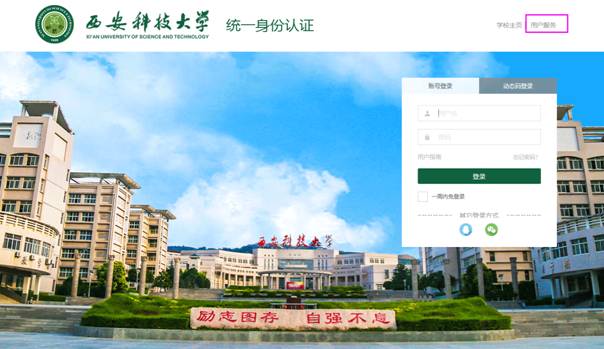 西安科技大学
XI'AN UNIVERSITY OF SCIENCE AND TECHNOLOGY
统一身份认证
学校主页
用户服务
账号登录
动态码登录
用户名
密码
用户指南
忘记密码?
登录
一周内免登录
其它登录方式
西安科技大学
励志图存 自强不息